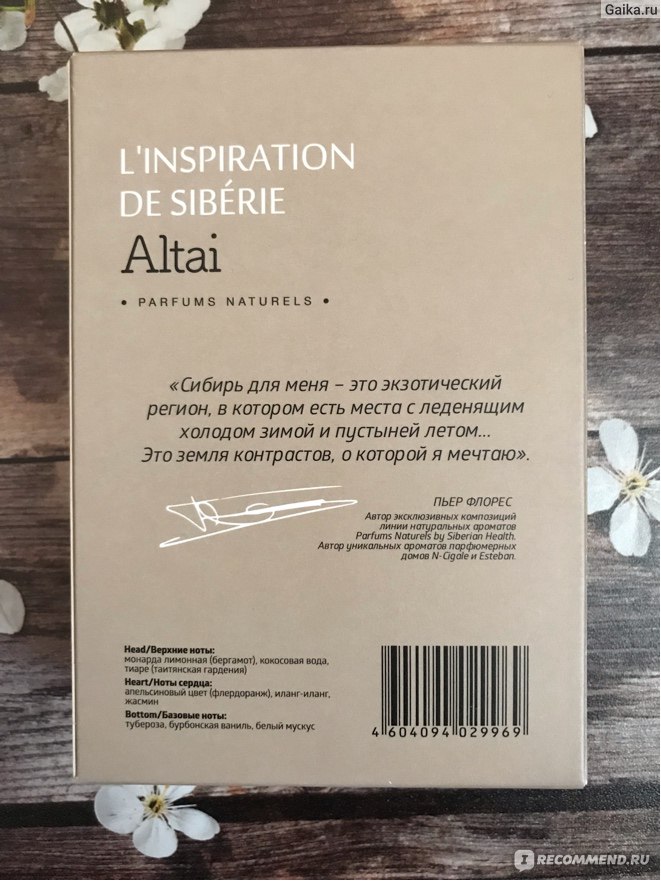 Gaika.ru
L'INSPIRATION
DE SIBÉRIE
Altai
• PARFUMS NATURELS •
«Сибирь для меня – это экзотический
регион, в котором есть места с леденящим
холодом зимой и пустыней летом...
Это земля контрастов, о которой я мечтаю».
ПЬЕР ФЛОРЕС
Автор эксклюзивных композиций
линии натуральных ароматов
Parfums Naturels by Siberian Health.
Автор уникальных ароматов парфюмерных
домов N-Cigale и Esteban.
Head/Верхние ноты:
монарда лимонная (бергамот), кокосовая вода,
тиаре (таитянская гардения)
Heart/Ноты сердца:
апельсиновый цвет (флердоранж), иланг-иланг,
жасмин
Bottom/Базовые ноты:
тубероза, бурбонская ваниль, белый мускус
4 604094 029969
I RECOMMEND.RU